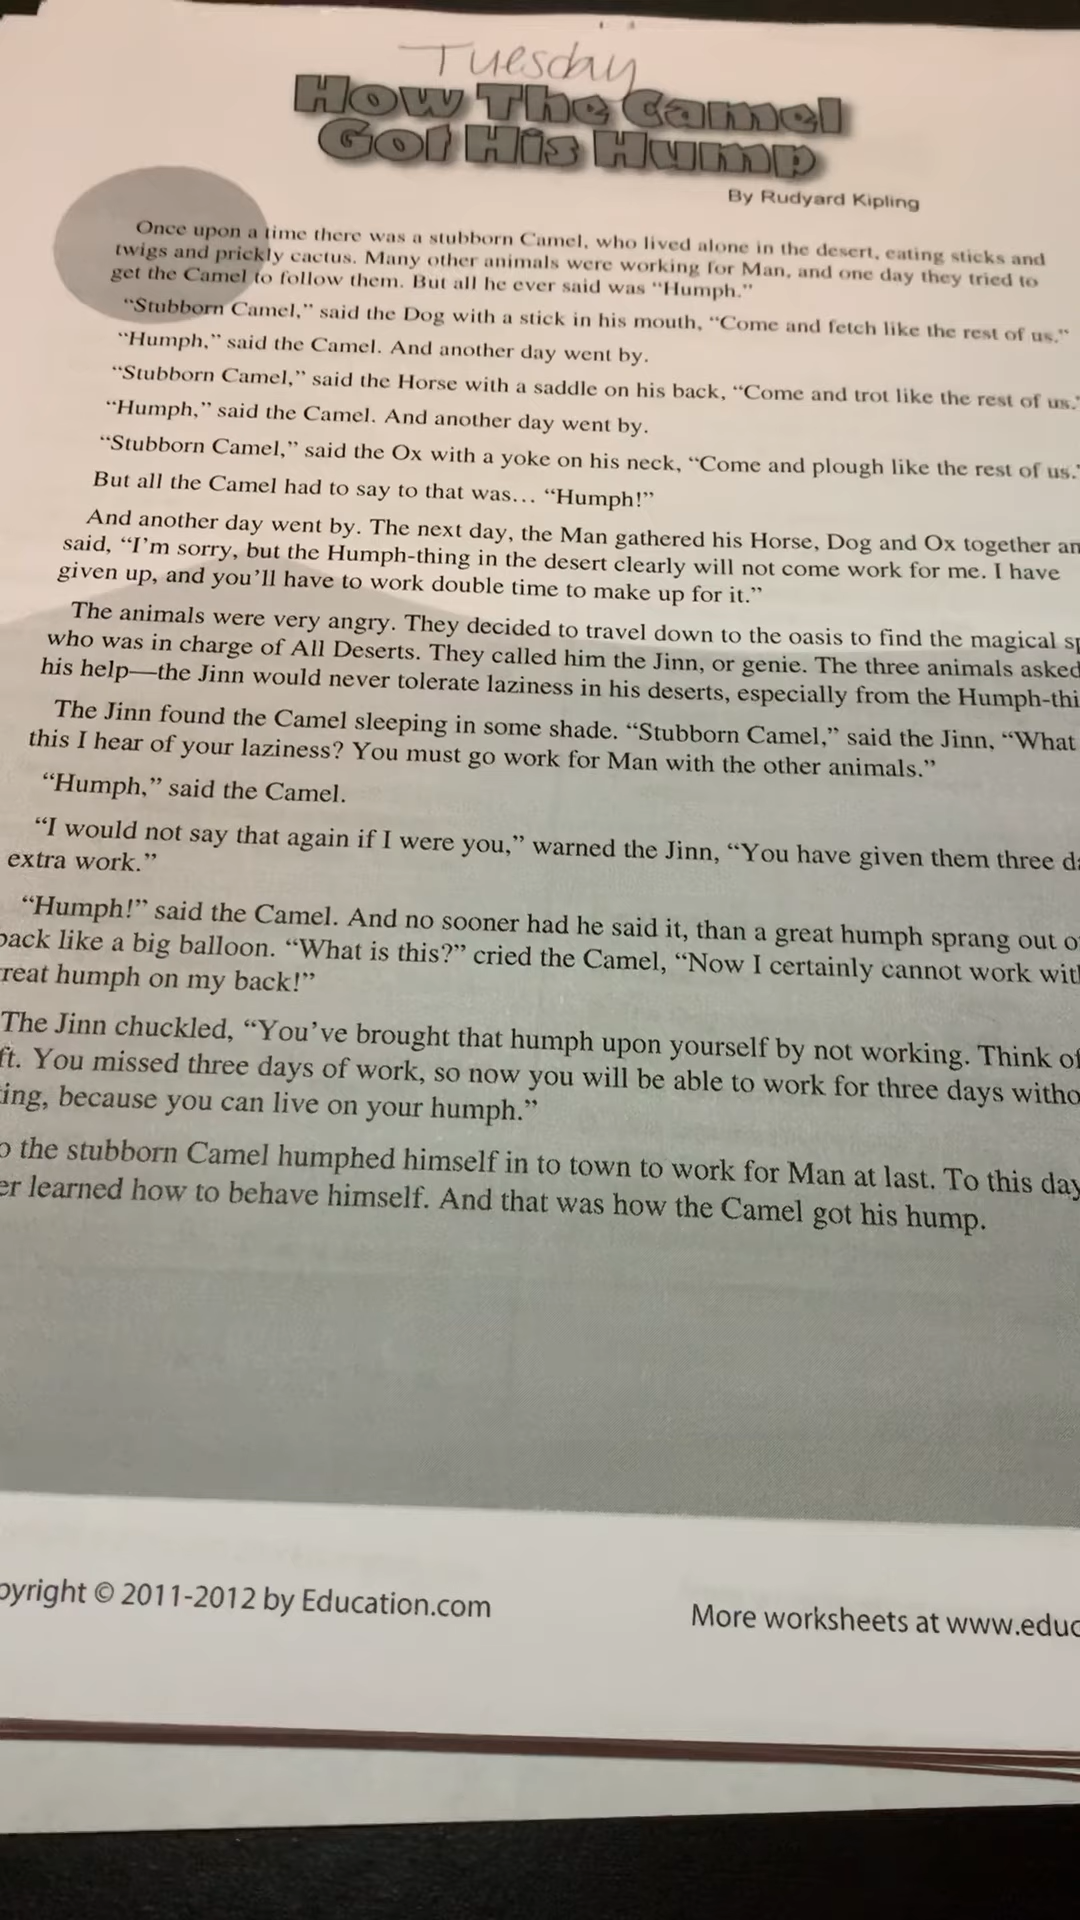 Tuesday
How The Camel
Got His Hump
By Rudyard Kipling
Once upon a time there was a stubborn Camel, who lived alone in the desert, eating sticks and
twigs and prickly cactus. Many other animals were working for Man, and one day they tried to
get the Camel to follow them. But all he ever said was “Humph.”
“Stubborn Camel,” said the Dog with a stick in his mouth, “Come and fetch like the rest of us.”
“Humph,” said the Camel. And another day went by.
“Stubborn Camel,” said the Horse with a saddle on his back, “Come and trot like the rest of us.”
“Humph,” said the Camel. And another day went by.
“Stubborn Camel,” said the Ox with a yoke on his neck, “Come and plough like the rest of us.”
But all the Camel had to say to that was... “Humph!”
And another day went by. The next day, the Man gathered his Horse, Dog and Ox together
said, “I’m sorry, but the Humph-thing in the desert clearly will not come work for me. I have
given up, and you’ll have to work double time to make up for it.”
The animals were very angry. They decided to travel down to the oasis to find the magical
who was in charge of All Deserts. They called him the Jinn, or genie. The three animals asked
his help—the Jinn would never tolerate laziness in his deserts, especially from the Humph-thi
The Jinn found the Camel sleeping in some shade. “Stubborn Camel,” said the Jinn, “What
this I hear of your laziness? You must go work for Man with the other animals.”
“Humph,” said the Camel.
“I would not say that again if I were you,” warned the Jinn, “You have given them three
extra work.”
“Humph!” said the Camel. And no sooner had he said it, than a great humph sprang out
back like a big balloon. “What is this?” cried the Camel, “Now I certainly cannot work
reat humph on my back!”
The Jinn chuckled, “You’ve brought that humph upon yourself by not working. Think of
ft. You missed three days of work, so now you will be able to work for three days witho
ing, because you can live on your humph.”
o the stubborn Camel humphed himself in to town to work for Man at last. To this day
er learned how to behave himself. And that was how the Camel got his hump.
pyright © 2011-2012 by Education.com
More worksheets at www.educ